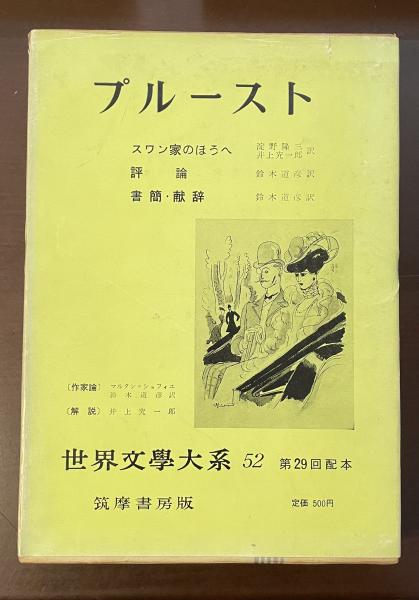 プルースト
スワン家のほうへ 淀野隆三 井上究一郎 訳
評論 鈴木道彦訳
書簡・献辞 鈴木道彦訳
〔作家論〕 マルタン=ショフィエ
鈴木道彦訳
〔解説〕 井上究一郎
世界文學大系 52 第29回配本
筑摩書房版 定価 500円